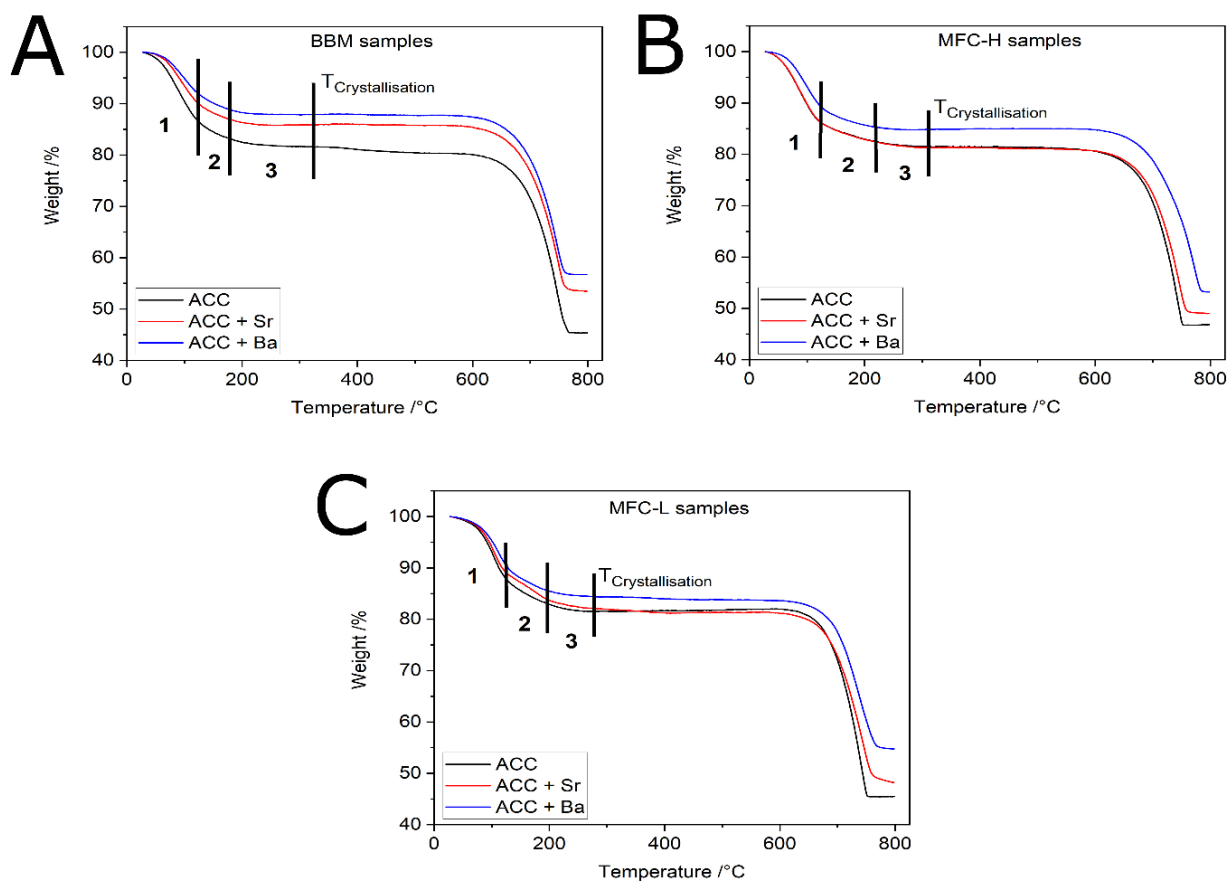 A
BBM samples
100
90
80
70
60
50
40
Weight /%
1
2
3
T Crystallisation
ACC
ACC + Sr
ACC + Ba
0
200
400
600
800
Temperature /°C
B
MFC-H samples
100
90
80
70
60
50
40
Weight /%
1
2
3
T Crystallisation
ACC
ACC + Sr
ACC + Ba
0
200
400
600
800
Temperature /°C
C
MFC-L samples
100
90
80
70
60
50
40
Weight /%
1
2
3
T Crystallisation
ACC
ACC + Sr
ACC + Ba
0
200
400
600
800
Temperature /°C